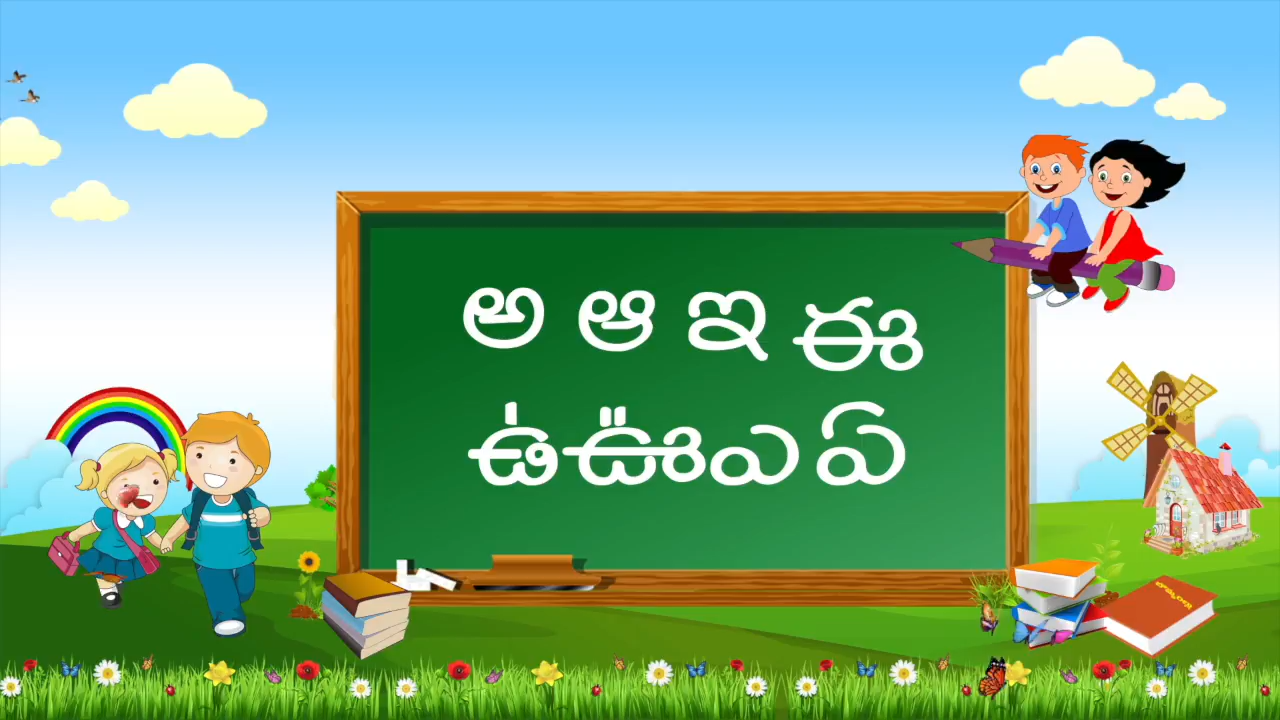 అ ఆ ఇ ఈ
ఉ ఊ ఎ ఏ